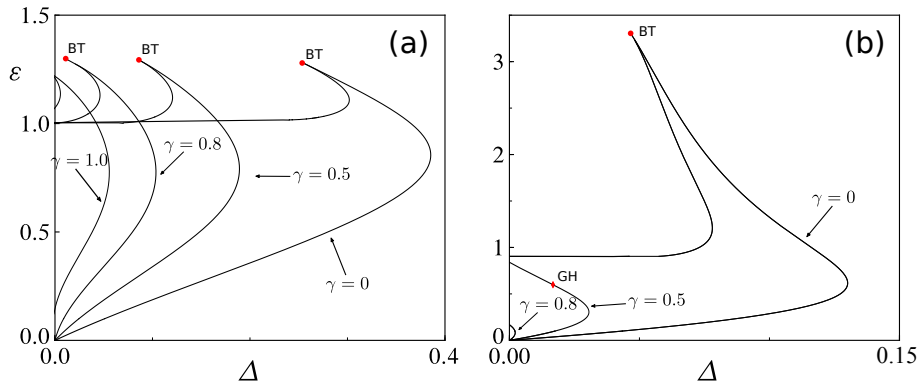 1.5
BT
BT
BT
(a)
ε
1.0
γ = 1.0
γ = 0.8
γ = 0.5
0.5
γ = 0
0.0
0.0
0.4
Δ
3
BT
(b)
2
γ = 0
1
GH
γ = 0.8
γ = 0.5
0
0.00
0.15
Δ